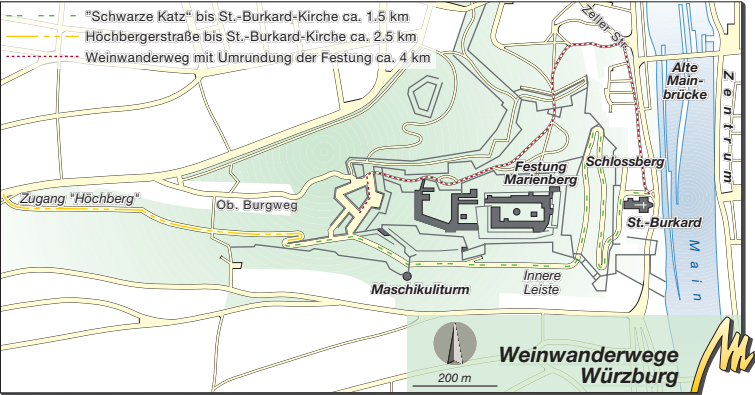 "Schwarze Katz“ bis St.-Burkard-Kirche ca. 1.5 km
Höchbergerstraße bis St.-Burkard-Kirche ca. 2.5 km
Weinwanderweg mit Umrundung der Festung ca. 4 km
Zeller Str.
Alte
Main-
brücke
Zentrum
Schlossberg
Festung
Marienberg
Zugang "Höchberg"
Ob. Burgweg
St.-Burkard
Main
Innere
Leiste
Maschikuliturm
Weinwanderwege
Würzburg
200 m